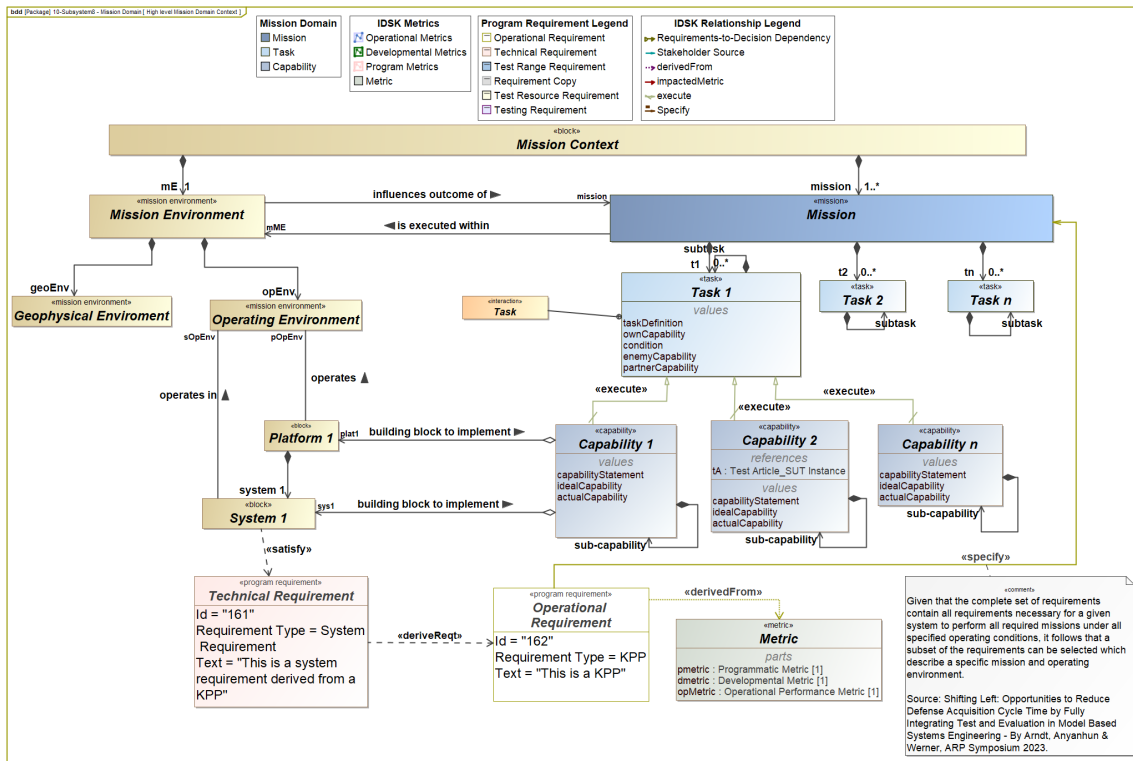 bdd [Package] 10-Subsystem8 - Mission Domain [ High level Mission Domain Context ]
Mission Domain
Mission
Task
Capability
IDSK Metrics
Operational Metrics
Developmental Metrics
Program Metrics
Metric
Program Requirement Legend
Operational Requirement
Technical Requirement
Test Range Requirement
Requirement Copy
Test Resource Requirement
Testing Requirement
IDSK Relationship Legend
Requirements-to-Decision Dependency
Stakeholder Source
derivedFrom
impactedMetric
execute
Specify
«block»
Mission Context
mE 1
mission 1..*
«mission environment»
Mission Environment
influences outcome of
mission
«mission»
Mission
mME
is executed within
geoEnv
opEnv
«mission environment»
Geophysical Enviroment
«mission environment»
Operating Environment
sOpEnv
pOpEnv
operates in
operates
subtask
t1 0..*
«task»
Task 1
values
taskDefinition
ownCapability
condition
enemyCapability
partnerCapability
«interaction»
Task
t2 0..*
«task»
Task 2
subtask
tn 0..*
«task»
Task n
subtask
«execute»
«execute»
«execute»
«block»
Platform 1
plat1
building block to implement
system 1
«block»
System 1
sys1
building block to implement
«capability»
Capability 1
values
capabilityStatement
idealCapability
actualCapability
sub-capability
«capability»
Capability 2
references
tA : Test Article_SUT Instance
values
capabilityStatement
idealCapability
actualCapability
sub-capability
«capability»
Capability n
values
capabilityStatement
idealCapability
actualCapability
sub-capability
«satisfy»
«program requirement»
Technical Requirement
Id = "161"
Requirement Type = System
Requirement
Text = "This is a system
requirement derived from a
KPP"
«deriveReqt»
«program requirement»
Operational
Requirement
Id = "162"
Requirement Type = KPP
Text = "This is a KPP"
«derivedFrom»
«metric»
Metric
parts
pmetric : Programmatic Metric [1]
dmetric : Developmental Metric [1]
opMetric : Operational Performance Metric [1]
«specify»
«comment»
Given that the complete set of requirements
contain all requirements necessary for a given
system to perform all required missions under all
specified operating conditions, it follows that a
subset of the requirements can be selected which
describe a specific mission and operating
environment.
Source: Shifting Left: Opportunities to Reduce
Defense Acquisition Cycle Time by Fully
Integrating Test and Evaluation in Model Based
Systems Engineering - By Arndt, Anyanhun &
Werner, ARP Symposium 2023.